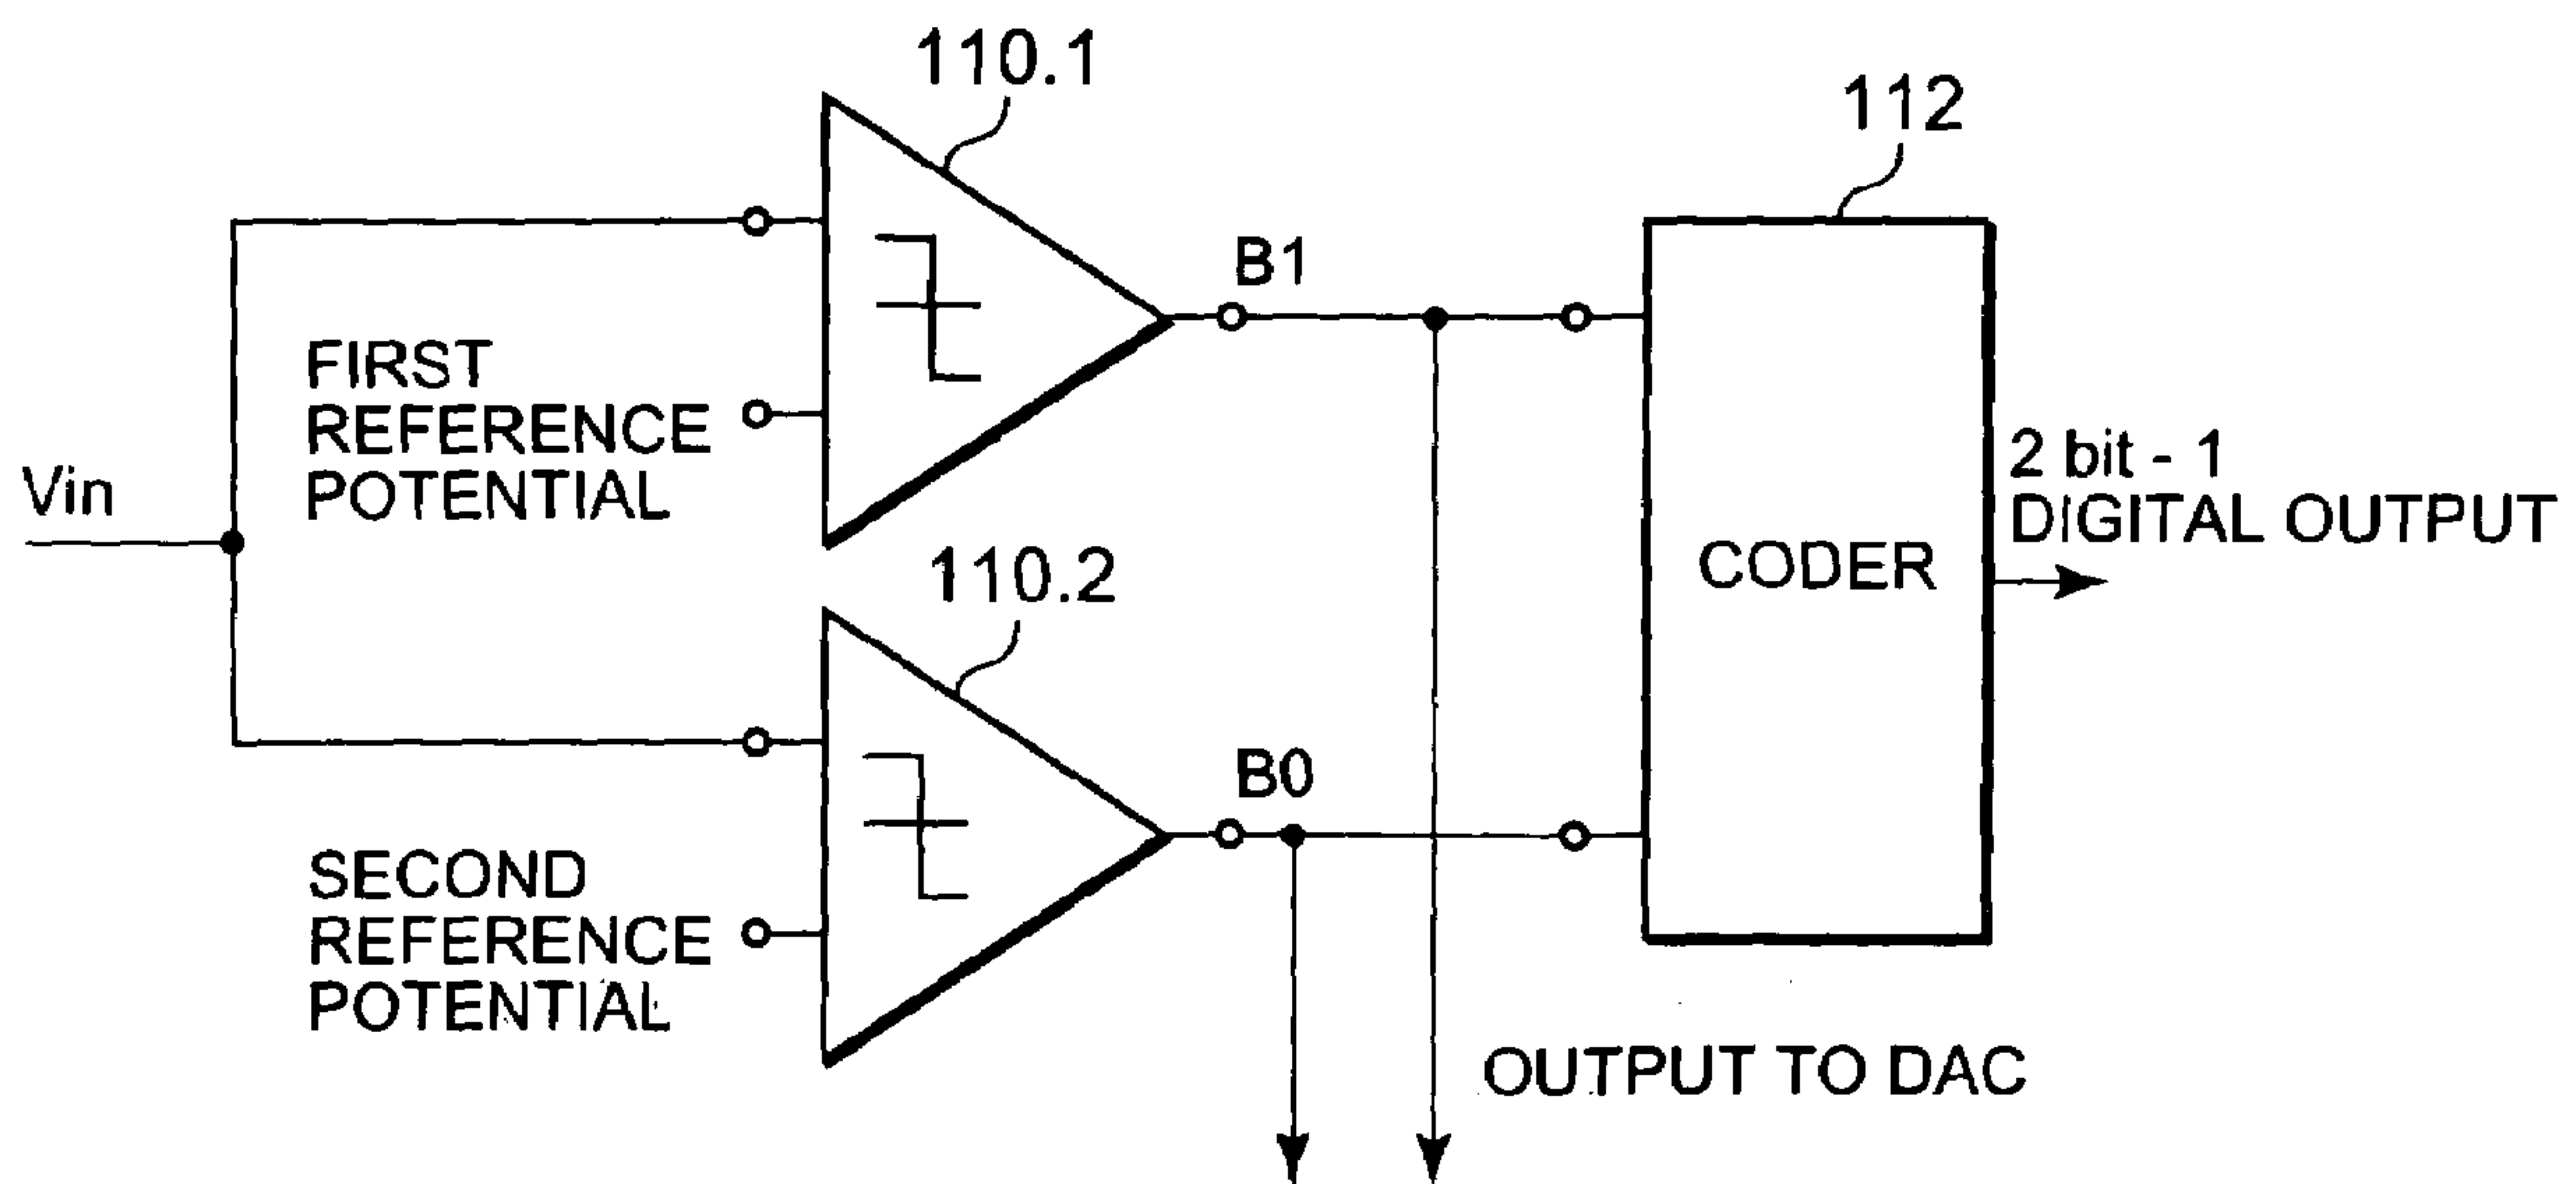 110.1
112
B1
FIRST
REFERENCE
POTENTIAL
Vin
2 bit - 1
DIGITAL OUTPUT
CODER
110.2
B0
SECOND
REFERENCE
POTENTIAL
OUTPUT TO DAC